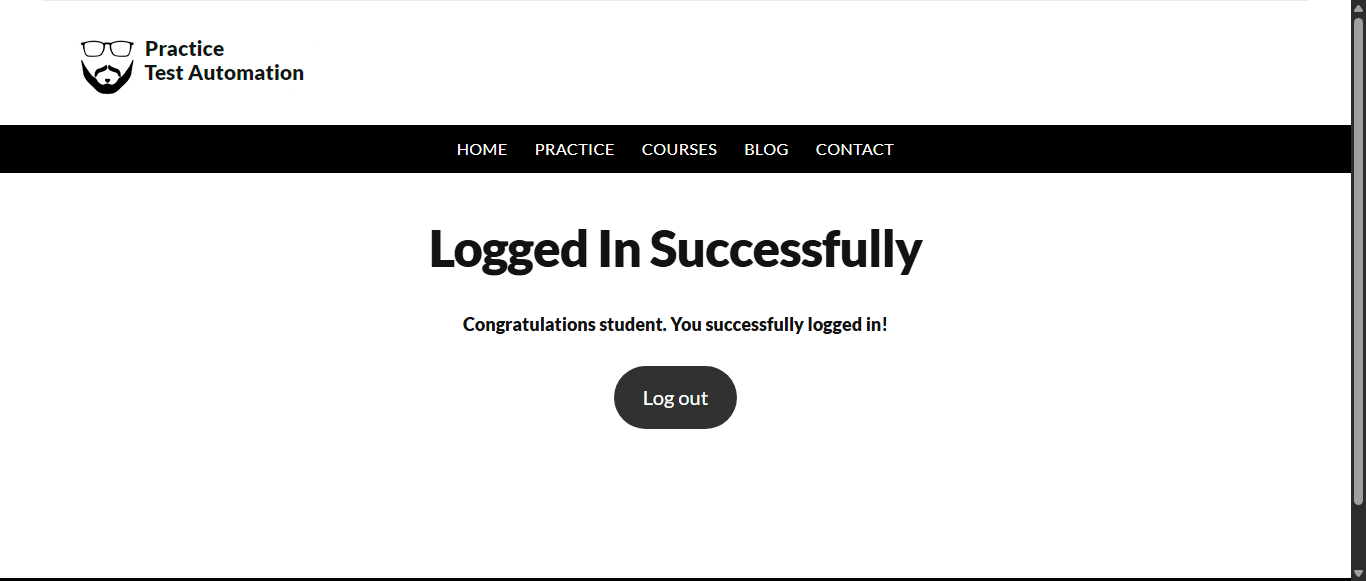 Practice
Test Automation
HOME PRACTICE COURSES BLOG CONTACT
Logged In Successfully
Congratulations student. You successfully logged in!
Log out